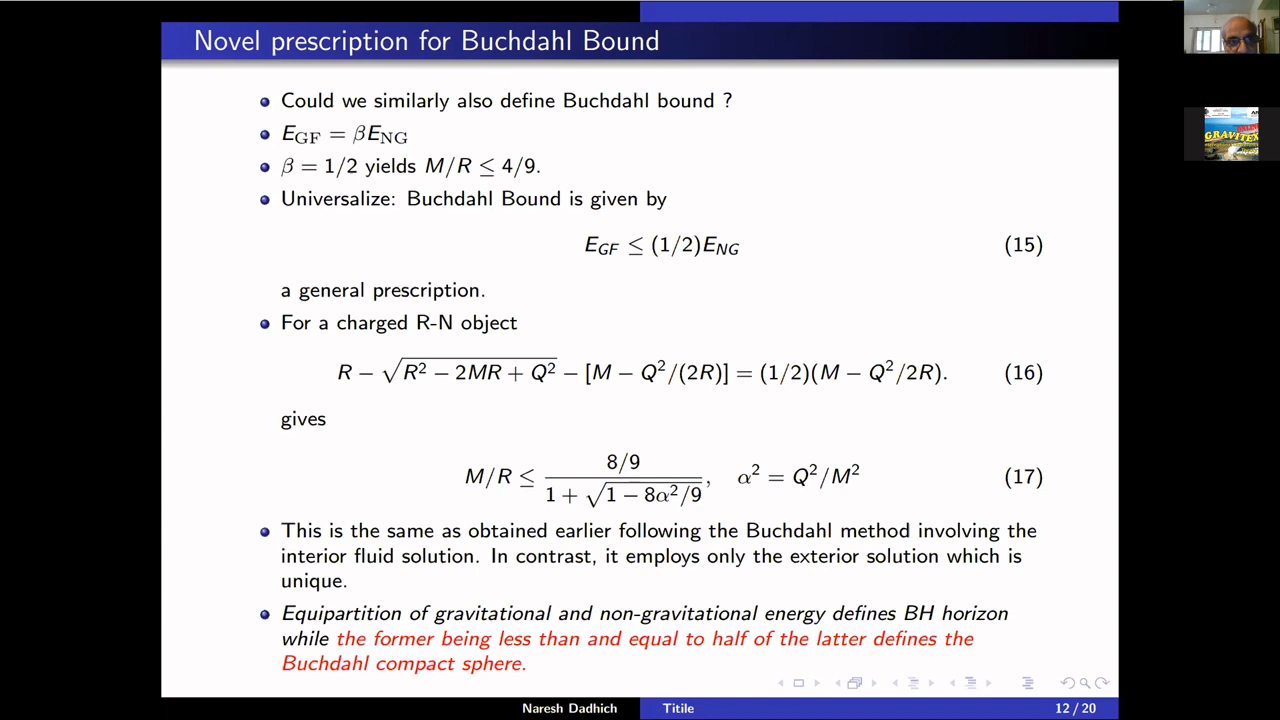 Novel prescription for Buchdahl Bound
Could we similarly also define Buchdahl bound ?
E_GF = βE_NG
β = 1/2 yields M/R ≤ 4/9.
Universalize: Buchdahl Bound is given by
E_GF ≤ (1/2)E_NG (15)
a general prescription.
For a charged R-N object
R − √(R² − 2MR + Q²) − [M − Q²/(2R)] = (1/2)(M − Q²/2R). (16)
gives
M/R ≤ (8/9)/(1 + √(1 − 8α²/9)), α² = Q²/M² (17)
This is the same as obtained earlier following the Buchdahl method involving the
interior fluid solution. In contrast, it employs only the exterior solution which is
unique.
Equipartition of gravitational and non-gravitational energy defines BH horizon
while the former being less than and equal to half of the latter defines the
Buchdahl compact sphere.
Naresh Dadhich Titile 12 / 20
GRAVITEX